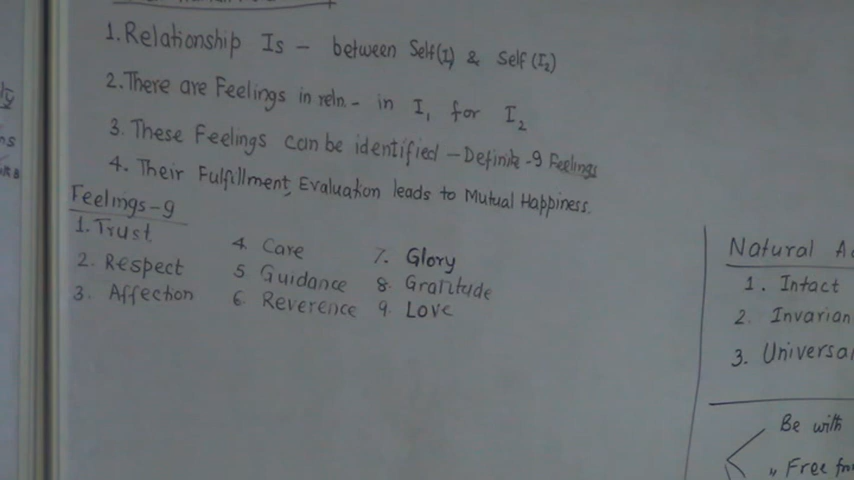 1. Relationship Is - between Self(I₁) & Self (I₂)
2. There are Feelings in reln. - in I₁ for I₂
3. These Feelings can be identified - Definite - 9 Feelings
4. Their Fulfillment, Evaluation leads to Mutual Happiness.
Feelings - 9
1. Trust
2. Respect
3. Affection
4. Care
5 Guidance
6. Reverence
7. Glory
8. Gratitude
9. Love
Natural
1. Intact
2. Invarian
3. Universal
Be with
„ Free